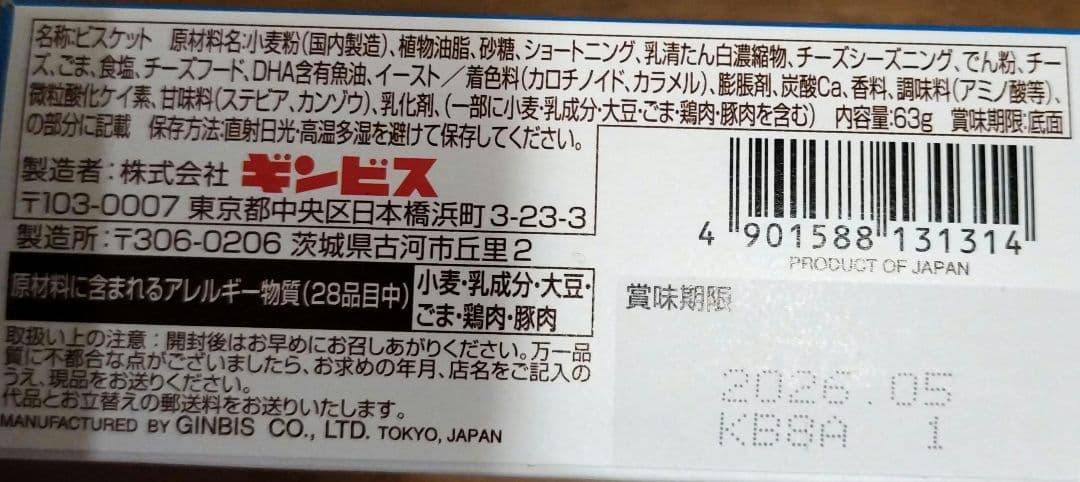 名称:ビスケット 原材料名:小麦粉(国内製造)、植物油脂、砂糖、ショートニング、乳清たん白濃縮物、チーズシーズニング、でん粉、チー
ズ、ごま、食塩、チーズフード、DHA含有魚油、イースト／着色料(カロチノイド、カラメル)、膨脹剤、炭酸Ca、香料、調味料(アミノ酸等)、
微粒酸化ケイ素、甘味料(ステビア、カンゾウ)、乳化剤、(一部に小麦・乳成分・大豆・ごま・鶏肉・豚肉を含む) 内容量:63g 賞味期限:底面
の部分に記載 保存方法:直射日光・高温多湿を避けて保存してください。
製造者:株式会社 ギンビス
〒103-0007 東京都中央区日本橋浜町3-23-3
製造所:〒306-0206 茨城県古河市丘里2
原材料に含まれるアレルギー物質(28品目中)
小麦・乳成分・大豆・
ごま・鶏肉・豚肉
取扱い上の注意:開封後はお早めにお召しあがりください。万一品
質に不都合な点がございましたら、お求めの年月、店名をご記入の
うえ、現品をお送りください。
代品とお立替えの郵送料をお送りいたします。
MANUFACTURED BY GINBIS CO., LTD. TOKYO, JAPAN
4 901588 131314
PRODUCT OF JAPAN
賞味期限
2026.05
KB8A 1